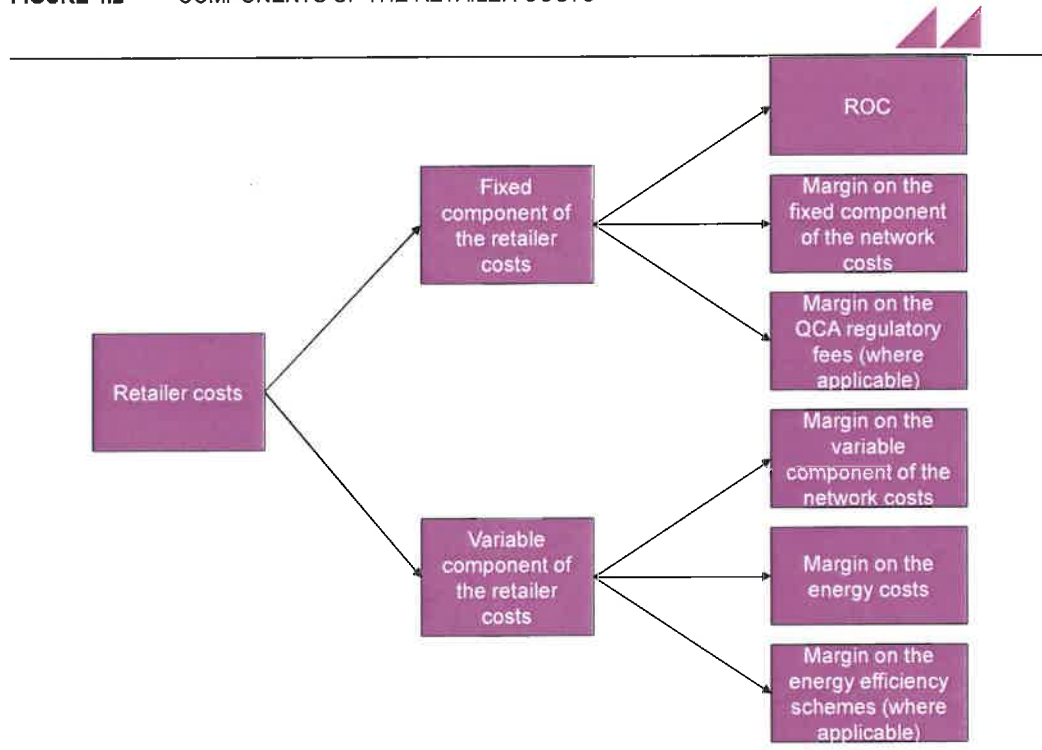 ROC
Fixed
component of
the retailer
costs
Margin on the
fixed component
of the network
costs
Margin on the
QCA regulatory
fees (where
applicable)
Retailer costs
Margin on the
variable
component of the
network costs
Variable
component of
the retailer
costs
Margin on the
energy costs
Margin on the
energy efficiency
schemes (where
applicable)